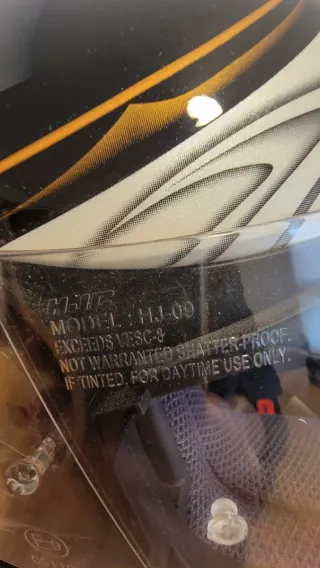 HJC
MODEL : HJ-09
EXCEEDS VESC-8
NOT WARRANTED SHATTER-PROOF.
IF TINTED, FOR DAYTIME USE ONLY.